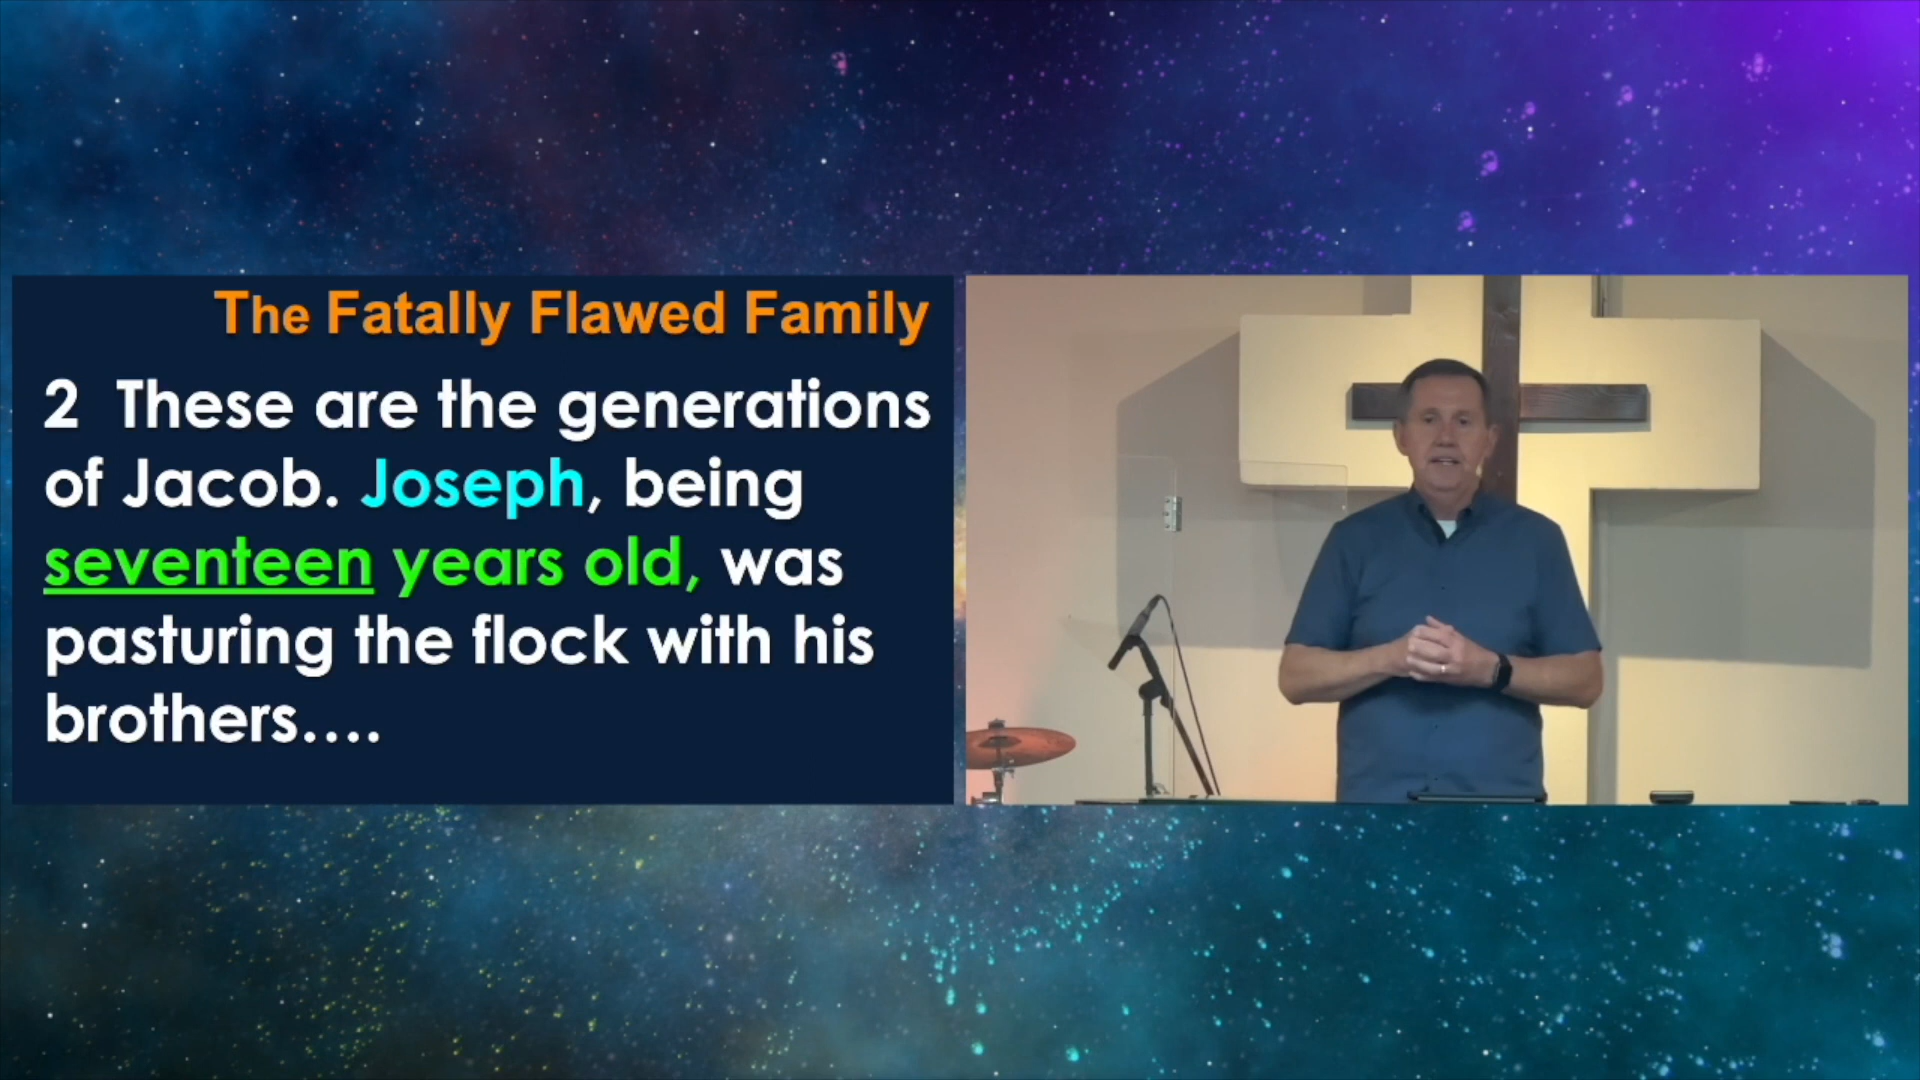 The Fatally Flawed Family
2 These are the generations
of Jacob. Joseph, being
seventeen years old, was
pasturing the flock with his
brothers….